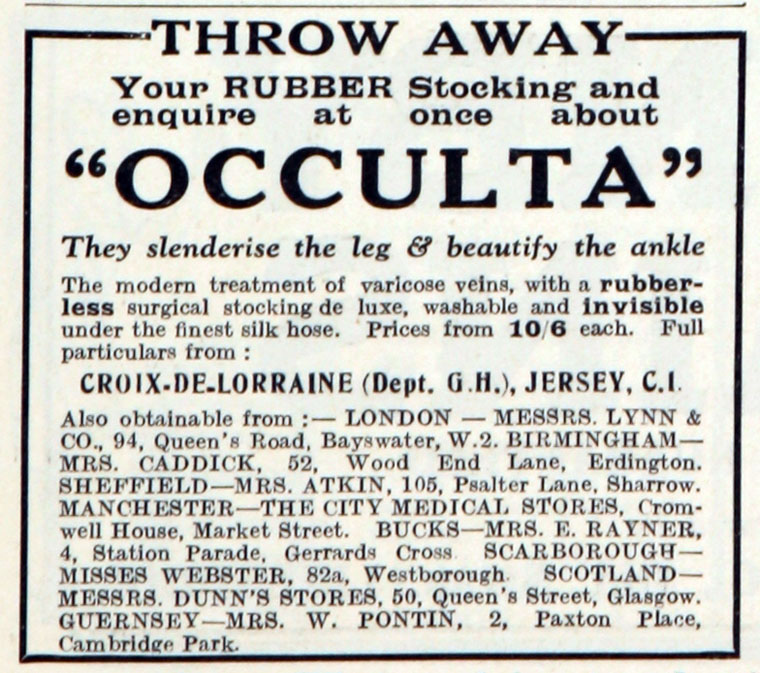 THROW AWAY
Your RUBBER Stocking and
enquire at once about
"OCCULTA"
They slenderise the leg & beautify the ankle
The modern treatment of varicose veins, with a rubber-
less surgical stocking de luxe, washable and invisible
under the finest silk hose. Prices from 10/6 each. Full
particulars from :
CROIX-DE-LORRAINE (Dept. G.H.), JERSEY, C.I.
Also obtainable from :— LONDON — MESSRS. LYNN &
CO., 94, Queen's Road, Bayswater, W.2. BIRMINGHAM—
MRS. CADDICK, 52, Wood End Lane, Erdington.
SHEFFIELD—MRS. ATKIN, 105, Psalter Lane, Sharrow.
MANCHESTER—THE CITY MEDICAL STORES, Crom-
well House, Market Street. BUCKS—MRS. E. RAYNER,
4, Station Parade, Gerrards Cross. SCARBOROUGH—
MISSES WEBSTER, 82a, Westborough. SCOTLAND—
MESSRS. DUNN'S STORES, 50, Queen's Street, Glasgow.
GUERNSEY—MRS. W. PONTIN, 2, Paxton Place,
Cambridge Park.